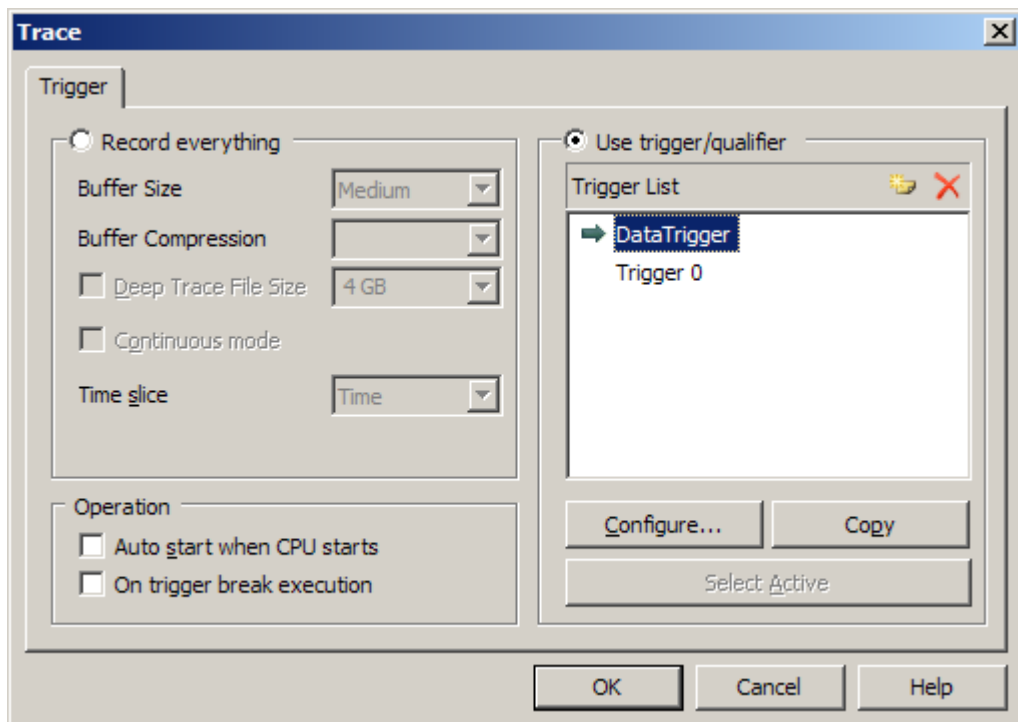 Trace
Trigger
Record everything
Buffer Size
Medium
Buffer Compression
Deep Trace File Size
4 GB
Continuous mode
Time slice
Time
Operation
Auto start when CPU starts
On trigger break execution
Use trigger/qualifier
Trigger List
DataTrigger
Trigger 0
Configure...
Copy
Select Active
OK
Cancel
Help